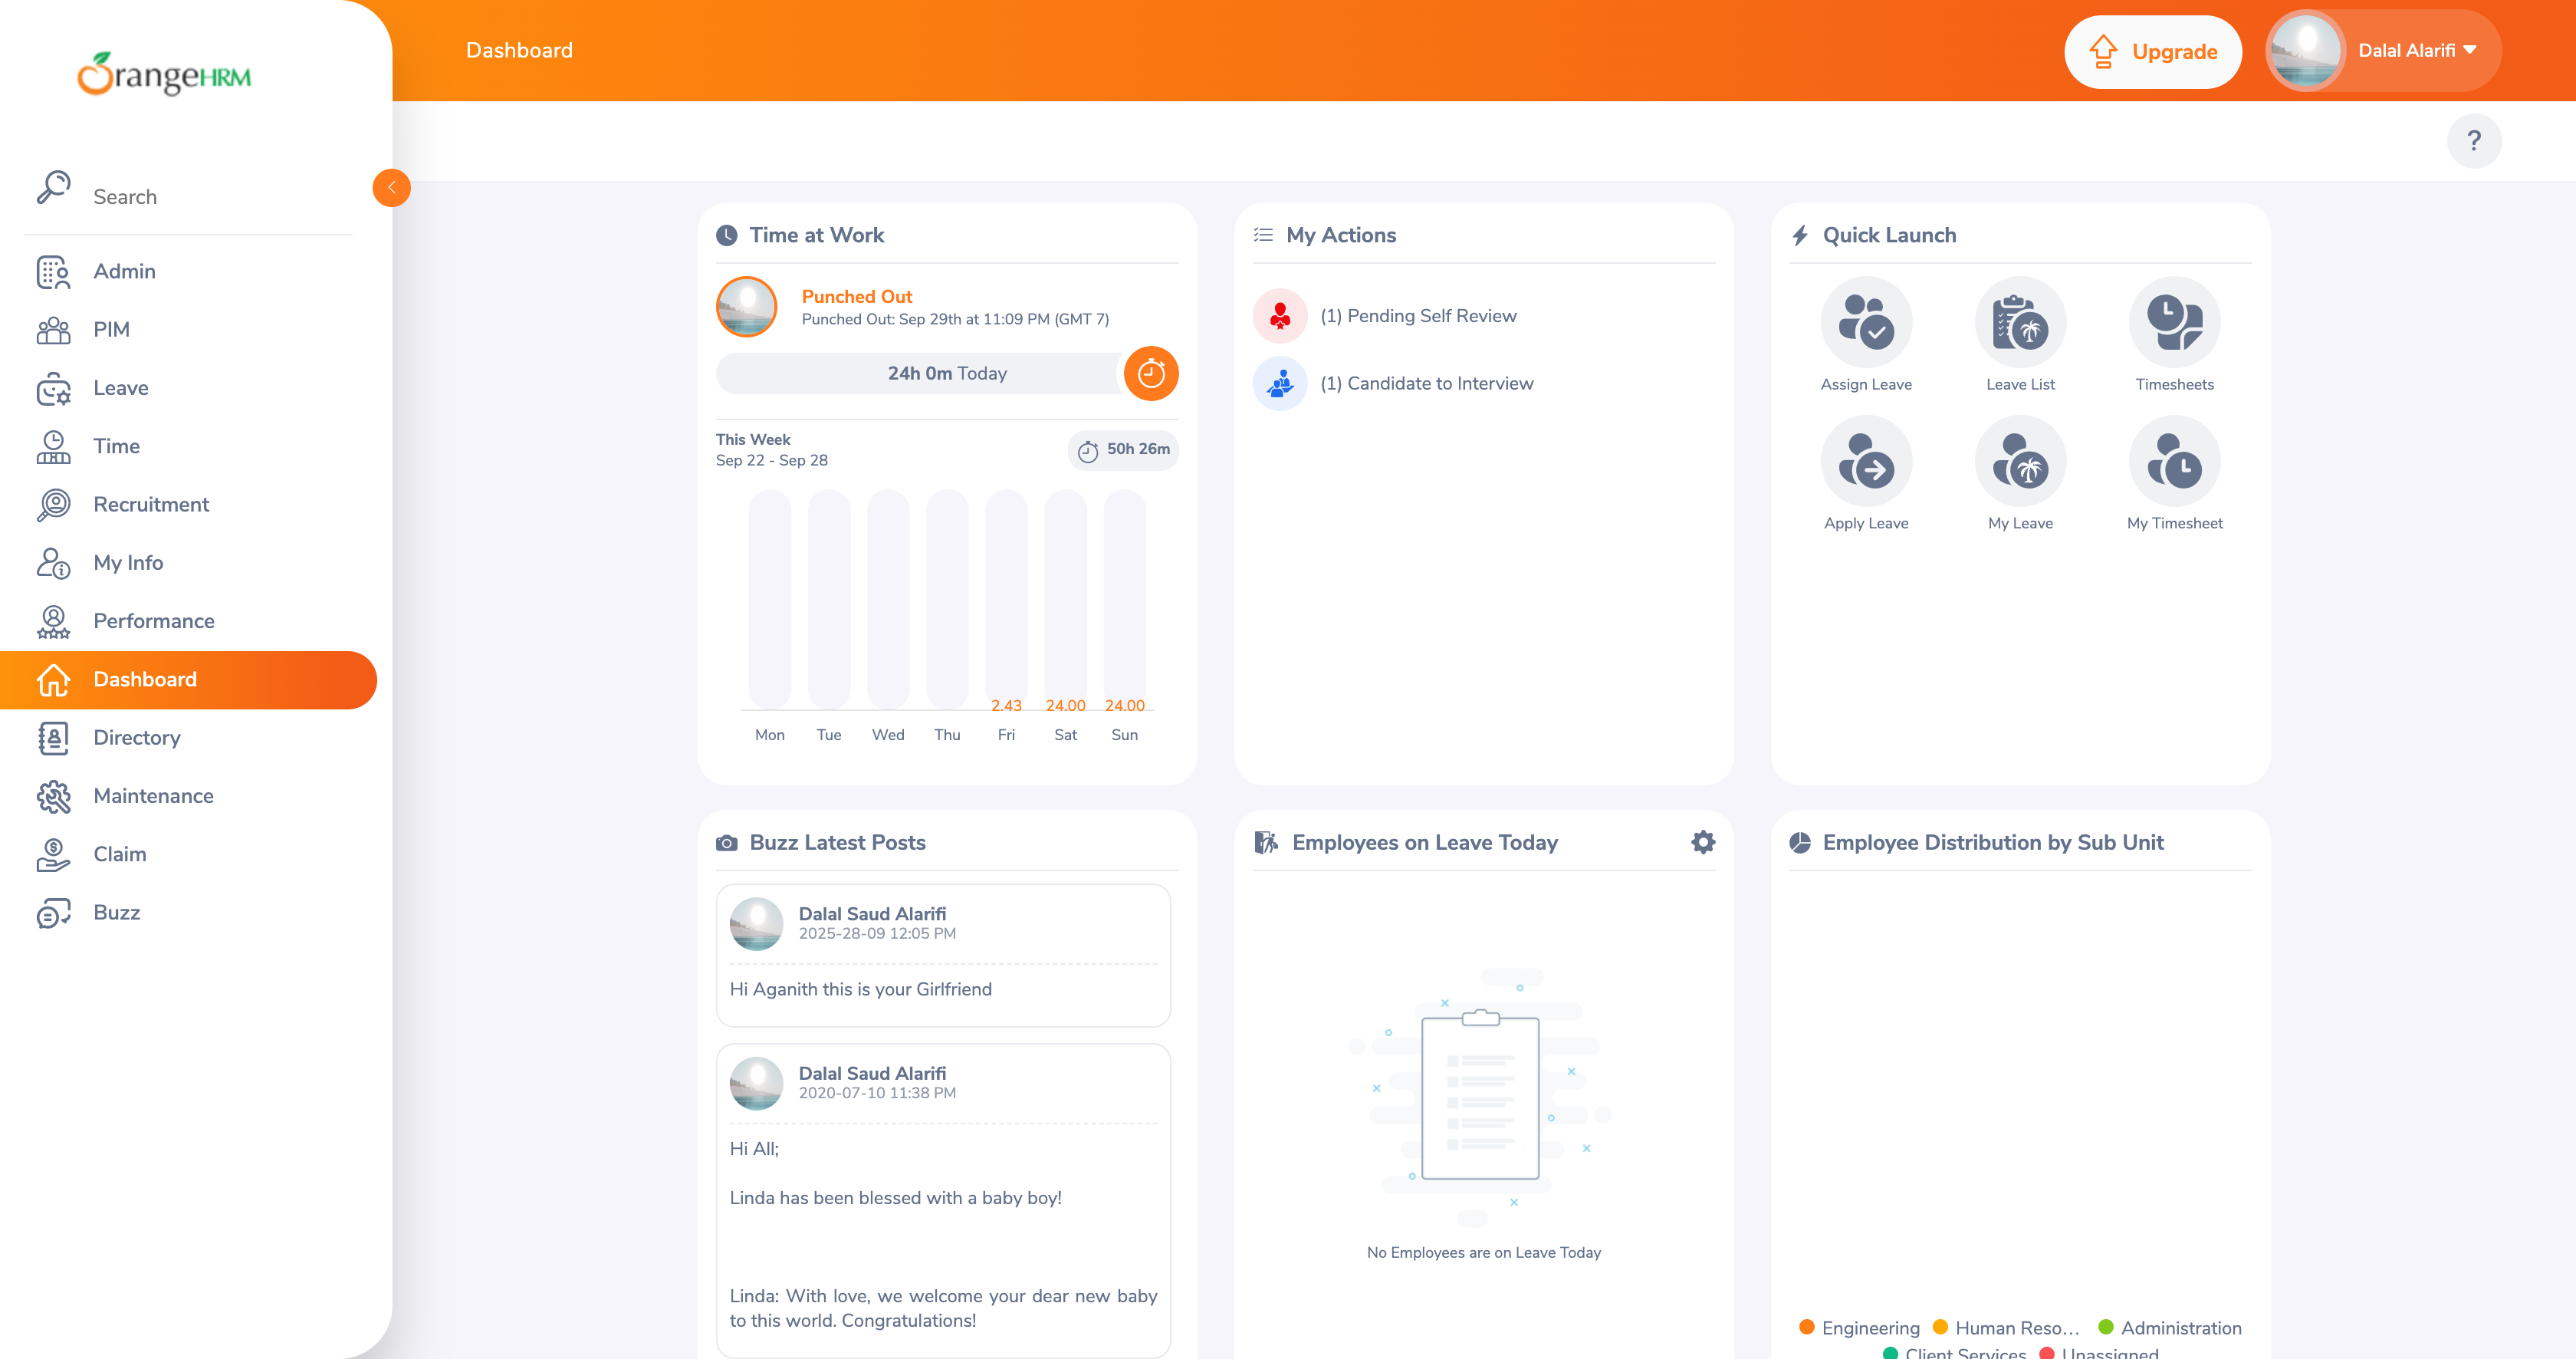 OrangeHRM
Search
Admin
PIM
Leave
Time
Recruitment
My Info
Performance
Dashboard
Directory
Maintenance
Claim
Buzz
Dashboard
Upgrade
Dalal Alarifi
?
Time at Work
Punched Out
Punched Out: Sep 29th at 11:09 PM (GMT 7)
24h 0m Today
This Week
Sep 22 - Sep 28
50h 26m
2.43 24.00 24.00
Mon Tue Wed Thu Fri Sat Sun
My Actions
(1) Pending Self Review
(1) Candidate to Interview
Quick Launch
Assign Leave Leave List Timesheets
Apply Leave My Leave My Timesheet
Buzz Latest Posts
Dalal Saud Alarifi
2025-28-09 12:05 PM
Hi Aganith this is your Girlfriend
Dalal Saud Alarifi
2020-07-10 11:38 PM
Hi All;
Linda has been blessed with a baby boy!
Linda: With love, we welcome your dear new baby
to this world. Congratulations!
Employees on Leave Today
No Employees are on Leave Today
Employee Distribution by Sub Unit
Engineering Human Reso... Administration
Client Services Unassigned